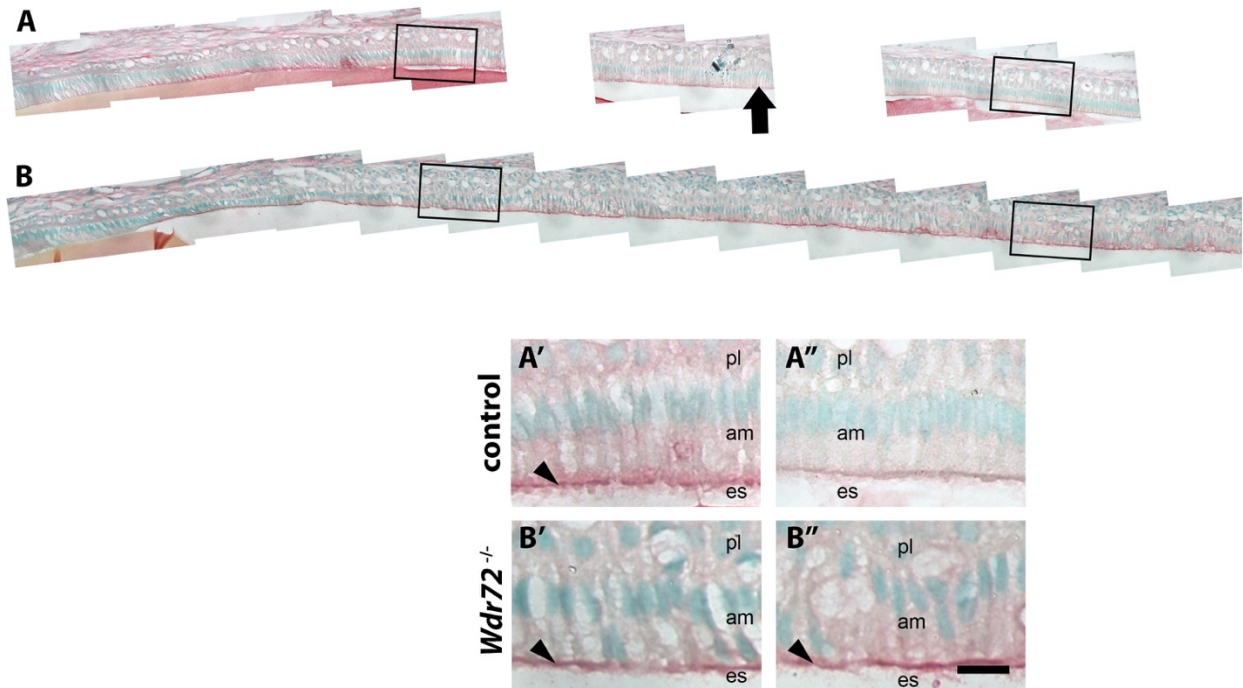 A
B
A′ pl A″ pl
control
am am
es es
B′ pl B″ pl
Wdr72 -/-
am am
es es